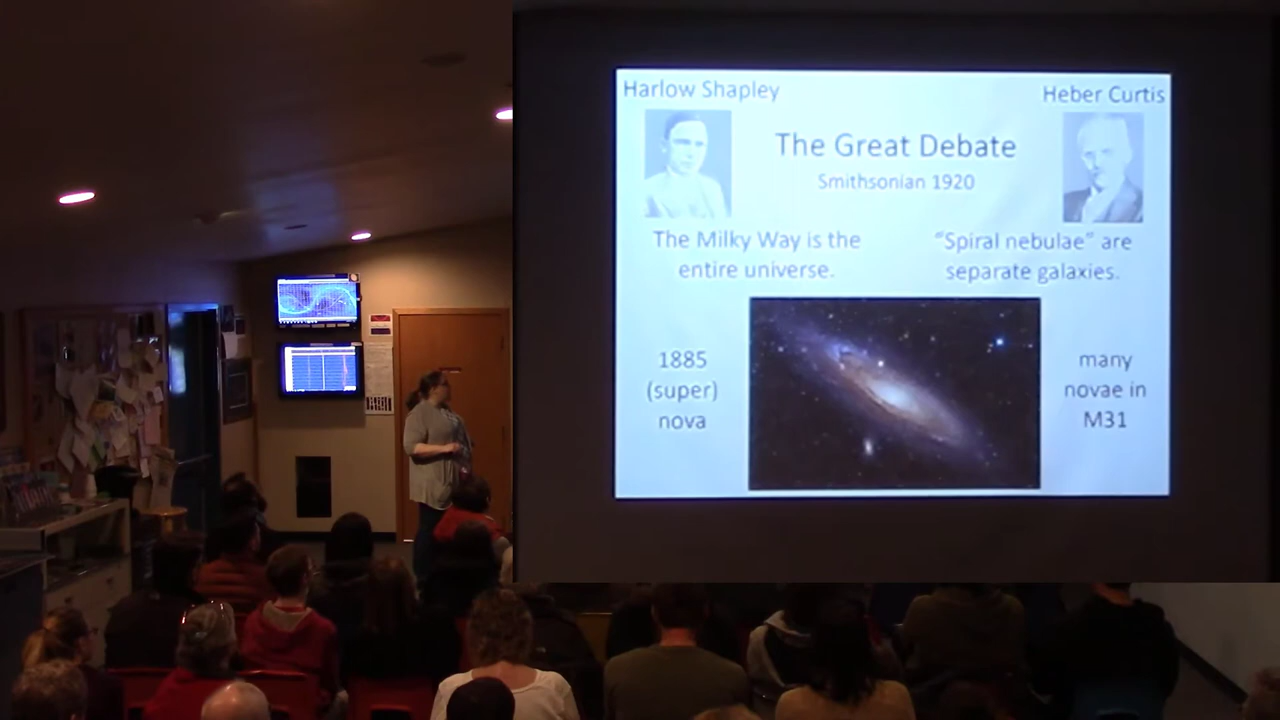 Harlow Shapley
Heber Curtis
The Great Debate
Smithsonian 1920
The Milky Way is the
entire universe.
"Spiral nebulae" are
separate galaxies.
1885
(super)
nova
many
novae in
M31